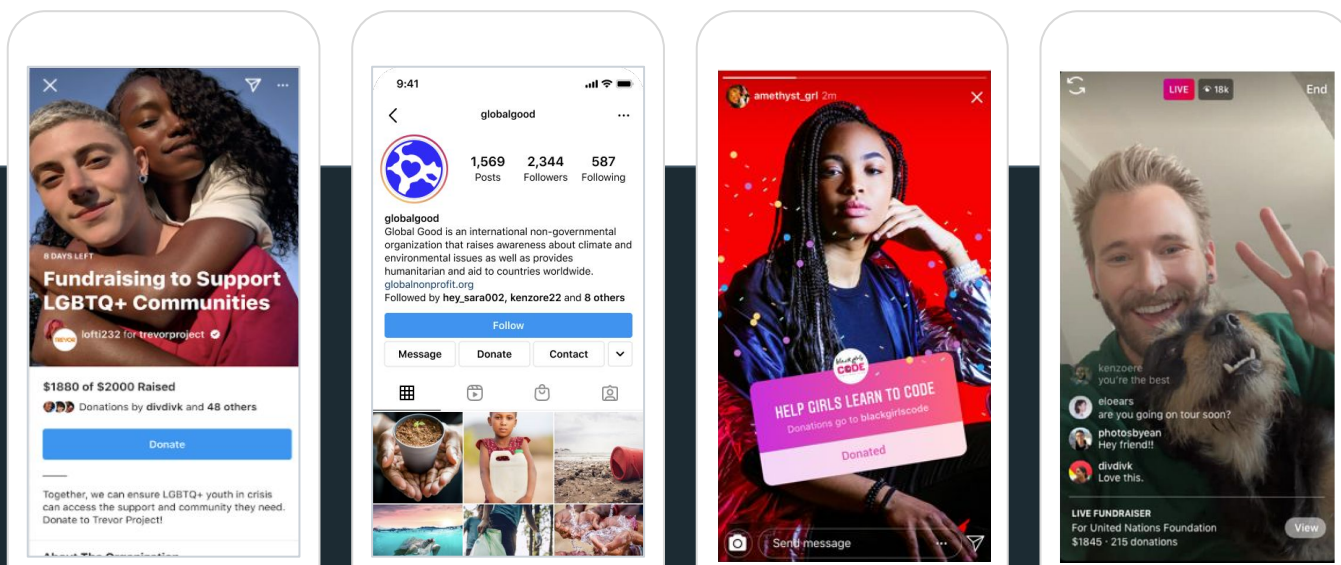 8 DAYS LEFT
Fundraising to Support
LGBTQ+ Communities
TREVOR
lofti232 for trevorproject
$1880 of $2000 Raised
Donations by divdivk and 48 others
Donate
Together, we can ensure LGBTQ+ youth in crisis
can access the support and community they need.
Donate to Trevor Project!
About The Organization
9:41
globalgood
1,569 2,344 587
Posts Followers Following
globalgood
Global Good is an international non-governmental
organization that raises awareness about climate and
environmental issues as well as provides
humanitarian and aid to countries worldwide.
globalnonprofit.org
Followed by hey_sara002, kenzore22 and 8 others
Follow
Message Donate Contact
amethyst_grl 2m
black girls
CODE
HELP GIRLS LEARN TO CODE
Donations go to blackgirlscode
Donated
Send message
LIVE 18k End
kenzoere
you're the best
eloears
are you going on tour soon?
photosbyean
Hey friend!!
divdivk
Love this.
LIVE FUNDRAISER
For United Nations Foundation
$1845 · 215 donations
View